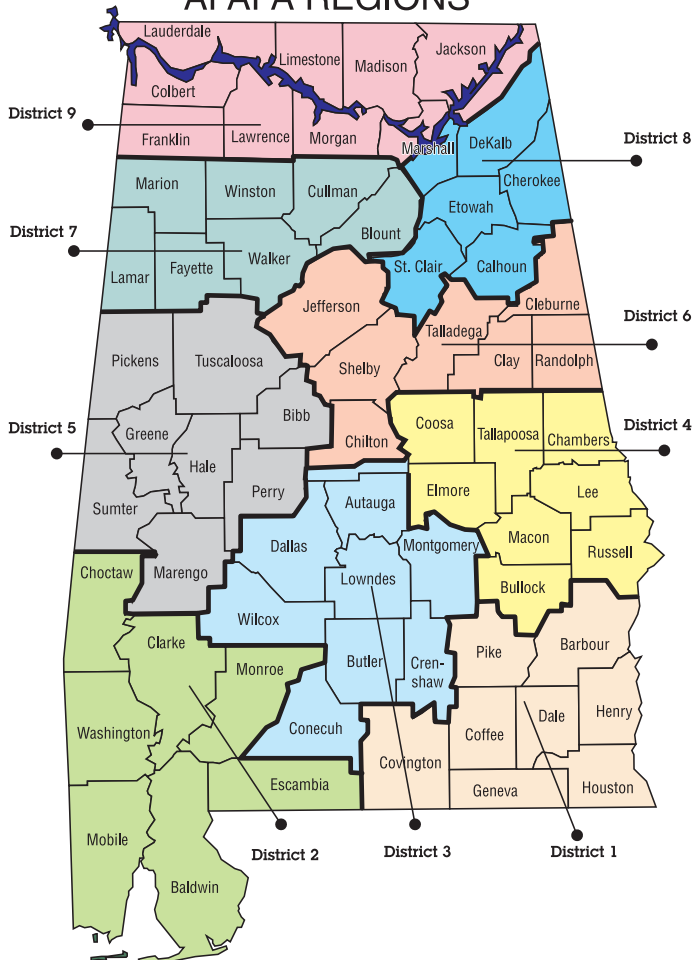 APAPA REGIONS
Lauderdale
Limestone
Madison
Jackson
Colbert
District 9
Franklin
Lawrence
Morgan
Marshall
DeKalb
District 8
Cherokee
Marion
Winston
Cullman
Etowah
District 7
Blount
Walker
St. Clair
Calhoun
Lamar
Fayette
Jefferson
Cleburne
Talladega
District 6
Pickens
Tuscaloosa
Shelby
Clay
Randolph
Bibb
Coosa
District 5
Greene
Chilton
Tallapoosa
Chambers
District 4
Hale
Perry
Elmore
Lee
Sumter
Autauga
Macon
Dallas
Montgomery
Russell
Choctaw
Marengo
Lowndes
Bullock
Wilcox
Clarke
Pike
Barbour
Monroe
Butler
Cren-
shaw
Washington
Conecuh
Coffee
Dale
Henry
Covington
Escambia
Geneva
Houston
Mobile
District 2
District 3
District 1
Baldwin